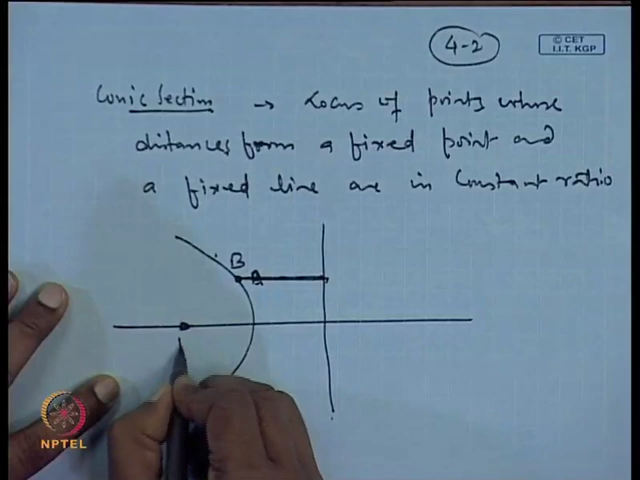 4-2
© CET
I.I.T. KGP
Conic Section → Locus of points whose
distances form a fixed point and
a fixed line are in Constant ratio
B
NPTEL